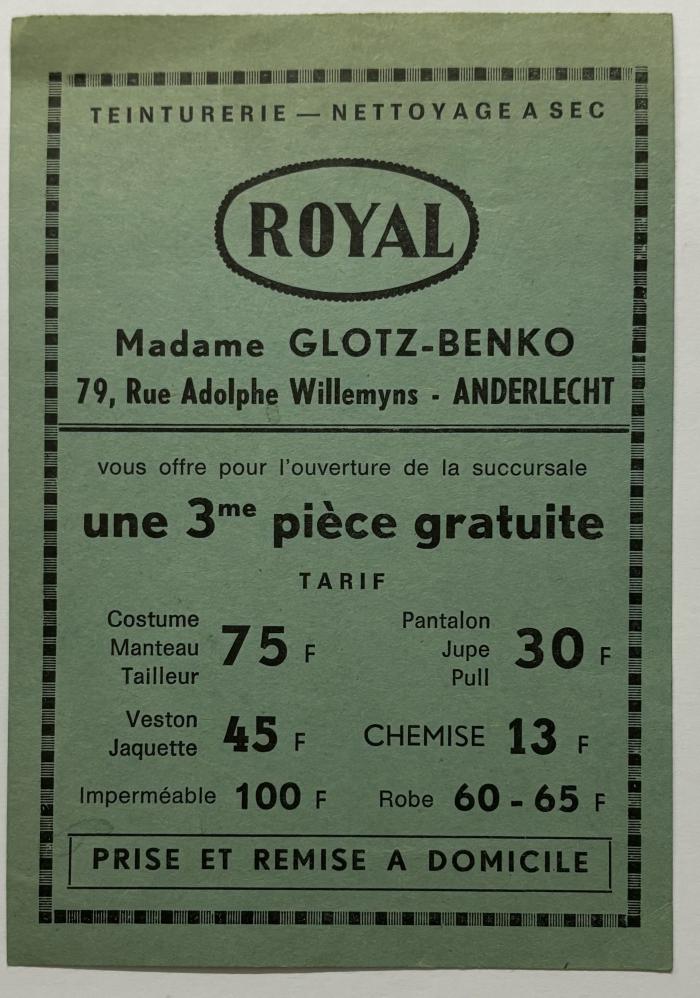 TEINTURERIE — NETTOYAGE A SEC
ROYAL
Madame GLOTZ-BENKO
79, Rue Adolphe Willemyns - ANDERLECHT
vous offre pour l'ouverture de la succursale
une 3me pièce gratuite
TARIF
Costume
Manteau
Tailleur
75 F
Pantalon
Jupe
Pull
30 F
Veston
Jaquette
45 F
CHEMISE 13 F
Imperméable 100 F
Robe 60 - 65 F
PRISE ET REMISE A DOMICILE